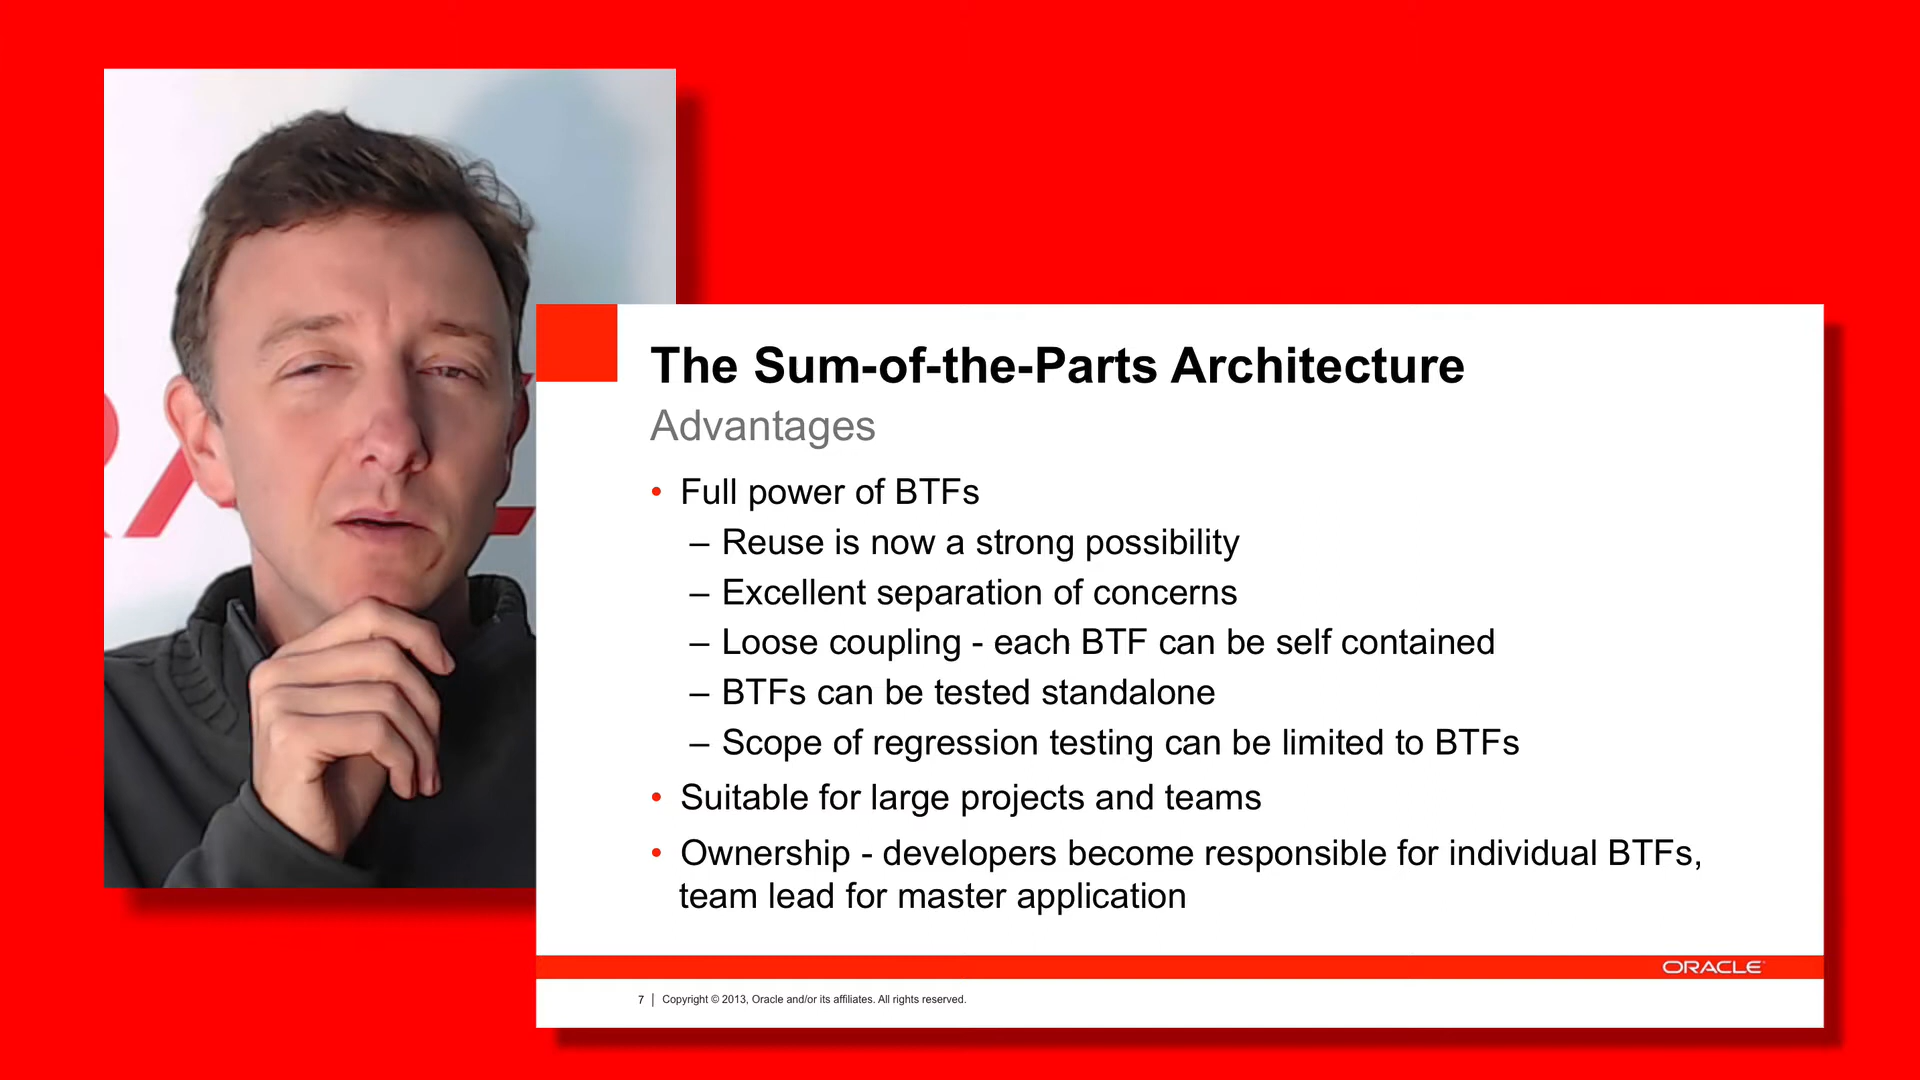 The Sum-of-the-Parts Architecture
Advantages
• Full power of BTFs
– Reuse is now a strong possibility
– Excellent separation of concerns
– Loose coupling - each BTF can be self contained
– BTFs can be tested standalone
– Scope of regression testing can be limited to BTFs
• Suitable for large projects and teams
• Ownership - developers become responsible for individual BTFs,
team lead for master application
ORACLE
7 | Copyright © 2013, Oracle and/or its affiliates. All rights reserved.